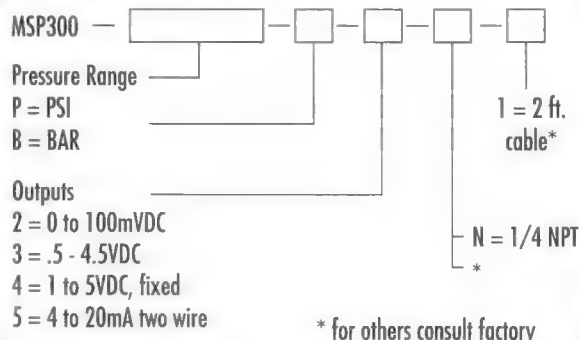 MSP300 —
Pressure Range
P = PSI
B = BAR
1 = 2 ft.
cable*
Outputs
2 = 0 to 100mVDC
3 = .5 - 4.5VDC
4 = 1 to 5VDC, fixed
5 = 4 to 20mA two wire
N = 1/4 NPT
*
* for others consult factory